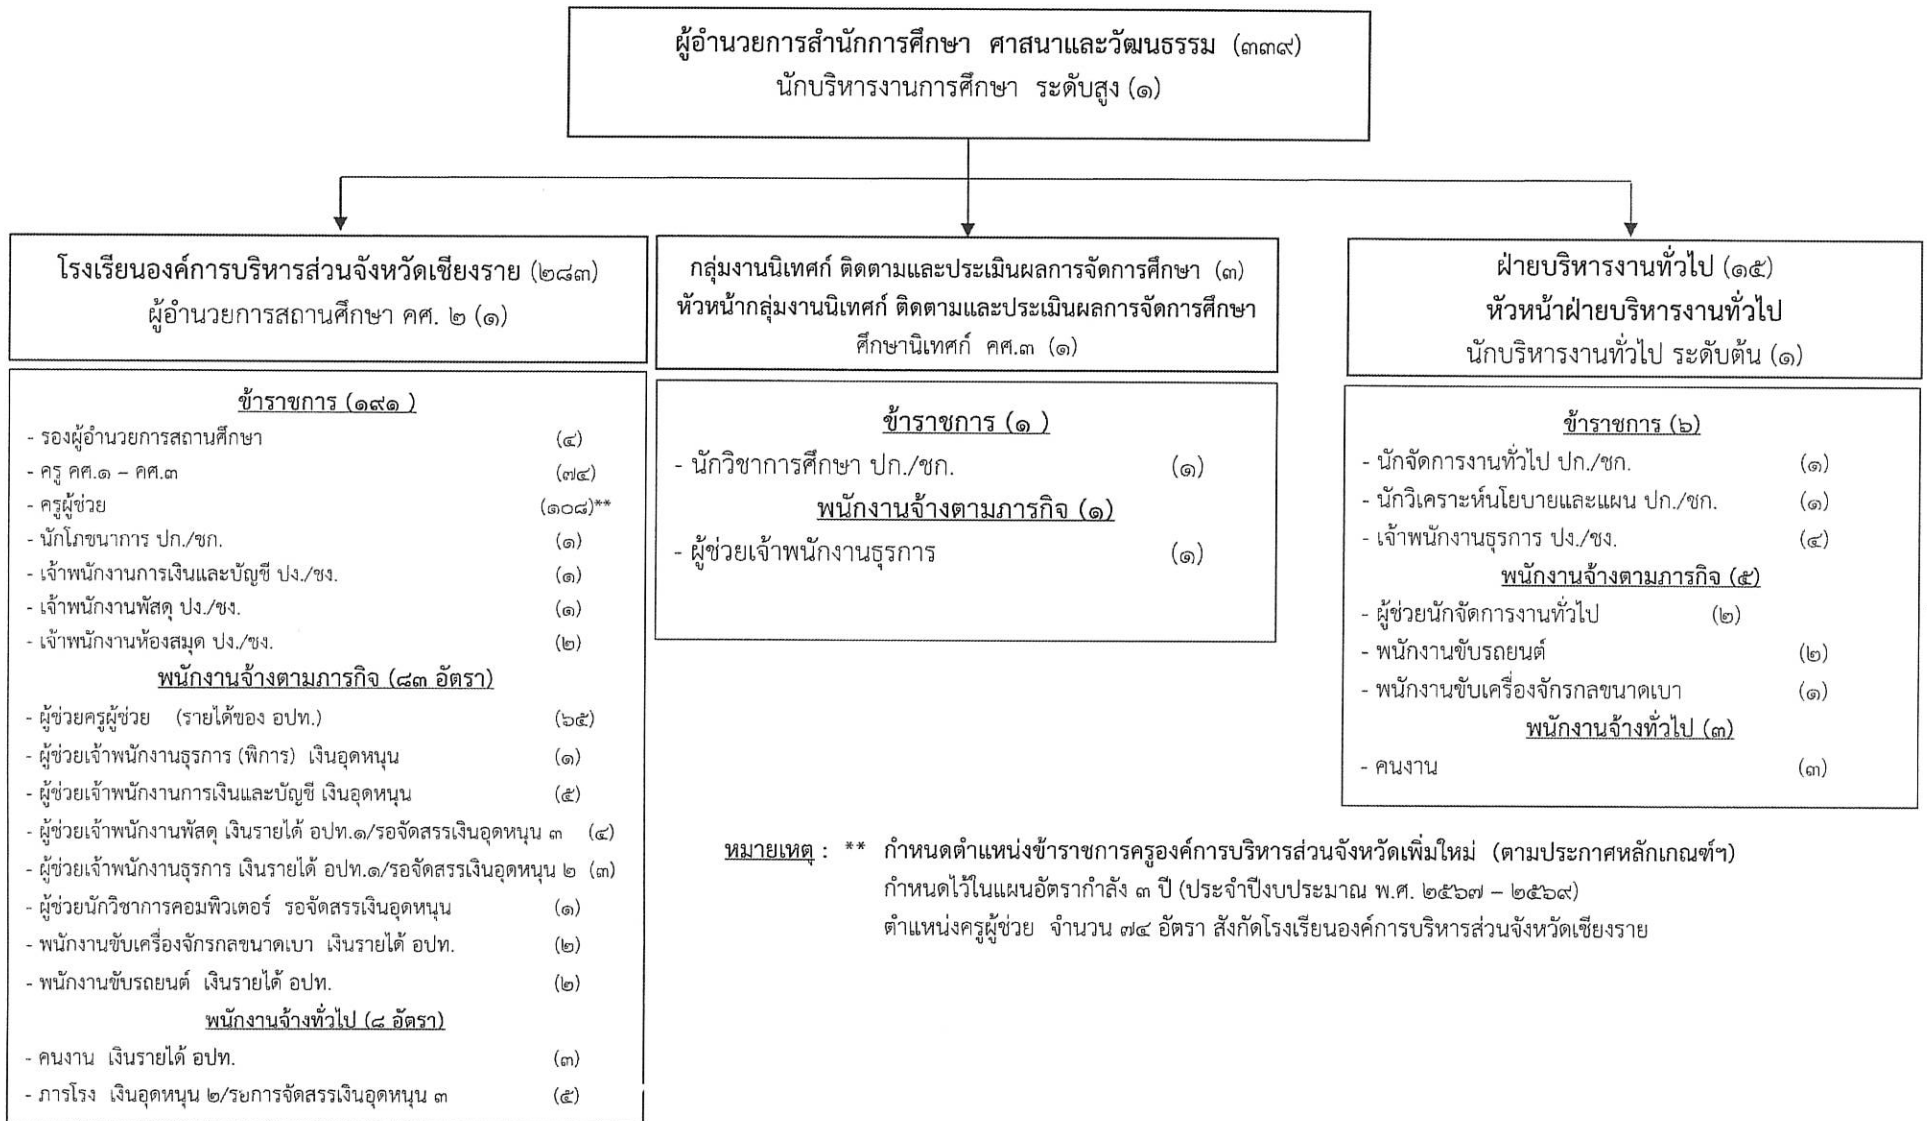 ผู้อำนวยการสำนักการศึกษา ศาสนาและวัฒนธรรม (๓๓๙)
นักบริหารงานการศึกษา ระดับสูง (๑)
โรงเรียนองค์การบริหารส่วนจังหวัดเชียงราย (๒๘๓)
ผู้อำนวยการสถานศึกษา คศ. ๒ (๑)
ข้าราชการ (๑๙๑ )
- รองผู้อำนวยการสถานศึกษา (๔)
- ครู คศ.๑ – คศ.๓ (๗๔)
- ครูผู้ช่วย (๑๐๘)**
- นักโภชนาการ ปก./ชก. (๑)
- เจ้าพนักงานการเงินและบัญชี ปง./ชง. (๑)
- เจ้าพนักงานพัสดุ ปง./ชง. (๑)
- เจ้าพนักงานห้องสมุด ปง./ชง. (๒)
พนักงานจ้างตามภารกิจ (๘๓ อัตรา)
- ผู้ช่วยครูผู้ช่วย (รายได้ของ อปท.) (๖๕)
- ผู้ช่วยเจ้าพนักงานธุรการ (พิการ) เงินอุดหนุน (๑)
- ผู้ช่วยเจ้าพนักงานการเงินและบัญชี เงินอุดหนุน (๕)
- ผู้ช่วยเจ้าพนักงานพัสดุ เงินรายได้ อปท.๑/รอจัดสรรเงินอุดหนุน ๓ (๔)
- ผู้ช่วยเจ้าพนักงานธุรการ เงินรายได้ อปท.๑/รอจัดสรรเงินอุดหนุน ๒ (๓)
- ผู้ช่วยนักวิชาการคอมพิวเตอร์ รอจัดสรรเงินอุดหนุน (๑)
- พนักงานขับเครื่องจักรกลขนาดเบา เงินรายได้ อปท. (๒)
- พนักงานขับรถยนต์ เงินรายได้ อปท. (๒)
พนักงานจ้างทั่วไป (๘ อัตรา)
- คนงาน เงินรายได้ อปท. (๓)
- ภารโรง เงินอุดหนุน ๒/รอการจัดสรรเงินอุดหนุน ๓ (๕)
กลุ่มงานนิเทศก์ ติดตามและประเมินผลการจัดการศึกษา (๓)
หัวหน้ากลุ่มงานนิเทศก์ ติดตามและประเมินผลการจัดการศึกษา
ศึกษานิเทศก์ คศ.๓ (๑)
ข้าราชการ (๑ )
- นักวิชาการศึกษา ปก./ชก. (๑)
พนักงานจ้างตามภารกิจ (๑)
- ผู้ช่วยเจ้าพนักงานธุรการ (๑)
ฝ่ายบริหารงานทั่วไป (๑๕)
หัวหน้าฝ่ายบริหารงานทั่วไป
นักบริหารงานทั่วไป ระดับต้น (๑)
ข้าราชการ (๖)
- นักจัดการงานทั่วไป ปก./ชก. (๑)
- นักวิเคราะห์นโยบายและแผน ปก./ชก. (๑)
- เจ้าพนักงานธุรการ ปง./ชง. (๔)
พนักงานจ้างตามภารกิจ (๕)
- ผู้ช่วยนักจัดการงานทั่วไป (๒)
- พนักงานขับรถยนต์ (๒)
- พนักงานขับเครื่องจักรกลขนาดเบา (๑)
พนักงานจ้างทั่วไป (๓)
- คนงาน (๓)
หมายเหตุ : ** กำหนดตำแหน่งข้าราชการครูองค์การบริหารส่วนจังหวัดเพิ่มใหม่ (ตามประกาศหลักเกณฑ์ฯ)
กำหนดไว้ในแผนอัตรากำลัง ๓ ปี (ประจำปีงบประมาณ พ.ศ. ๒๕๖๗ – ๒๕๖๙)
ตำแหน่งครูผู้ช่วย จำนวน ๗๔ อัตรา สังกัดโรงเรียนองค์การบริหารส่วนจังหวัดเชียงราย